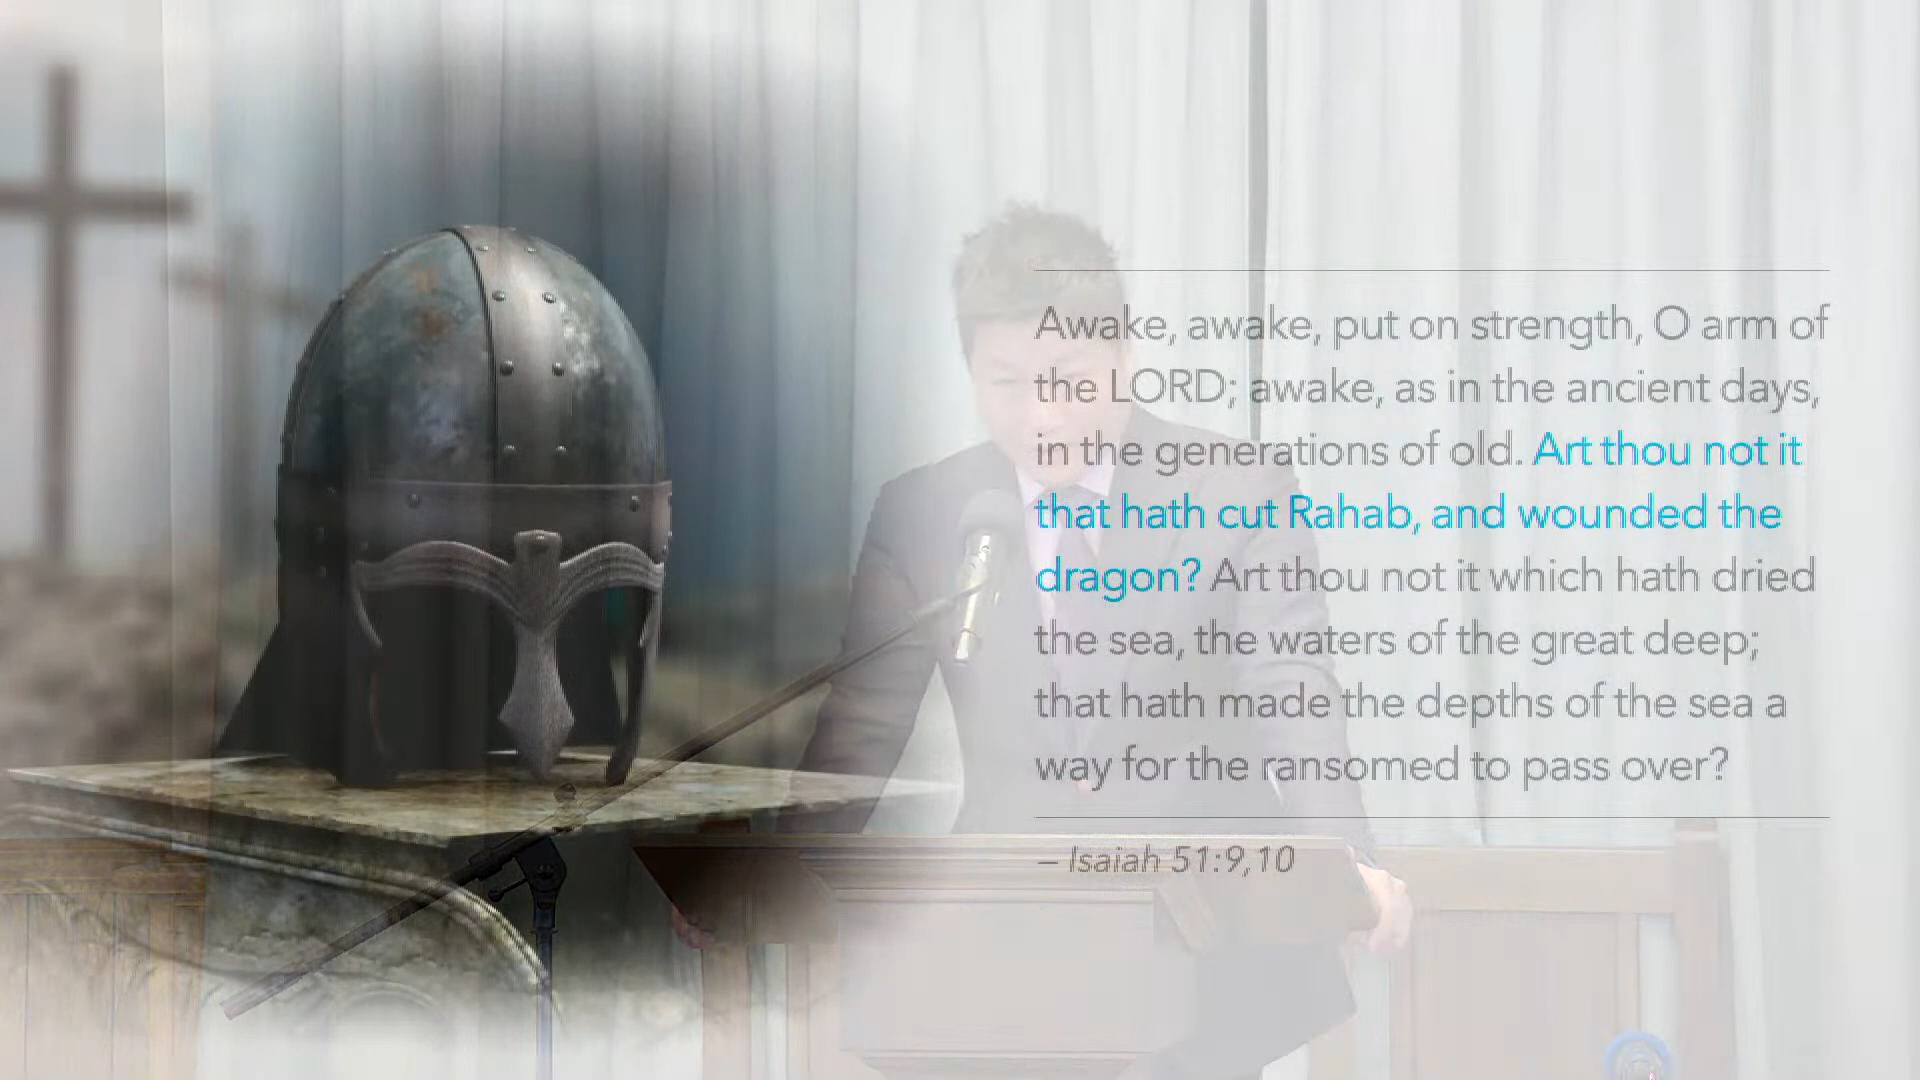 Awake, awake, put on strength, O arm of
the LORD; awake, as in the ancient days,
in the generations of old. Art thou not it
that hath cut Rahab, and wounded the
dragon? Art thou not it which hath dried
the sea, the waters of the great deep;
that hath made the depths of the sea a
way for the ransomed to pass over?
– Isaiah 51:9,10